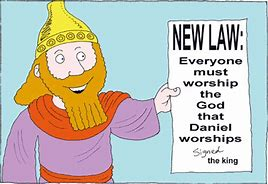 NEW LAW:
Everyone
must
worship
the
God
that
Daniel
worships
Signed
the king